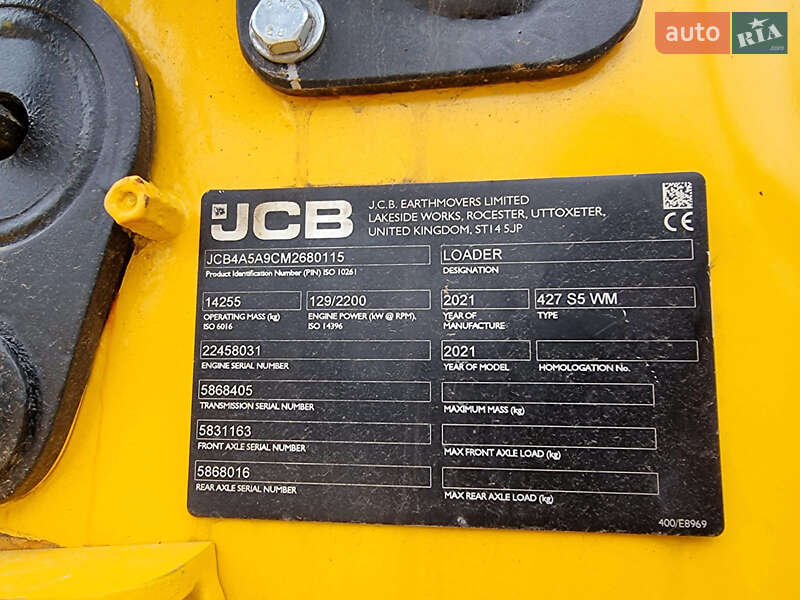 auto RIA .com
8.8
JCB
J.C.B. EARTHMOVERS LIMITED
LAKESIDE WORKS, ROCESTER, UTTOXETER,
UNITED KINGDOM, ST14 5JP
CE
JCB4A5A9CM2680115
LOADER
Product Identification Number (PIN) ISO 10261
DESIGNATION
14255
129/2200
2021
427 S5 WM
OPERATING MASS (kg)
ISO 6016
ENGINE POWER (kW @ RPM),
ISO 14396
YEAR OF
MANUFACTURE
TYPE
22458031
2021
ENGINE SERIAL NUMBER
YEAR OF MODEL
HOMOLOGATION No.
5868405
TRANSMISSION SERIAL NUMBER
MAXIMUM MASS (kg)
5831163
FRONT AXLE SERIAL NUMBER
MAX FRONT AXLE LOAD (kg)
5868016
REAR AXLE SERIAL NUMBER
MAX REAR AXLE LOAD (kg)
400/E8969